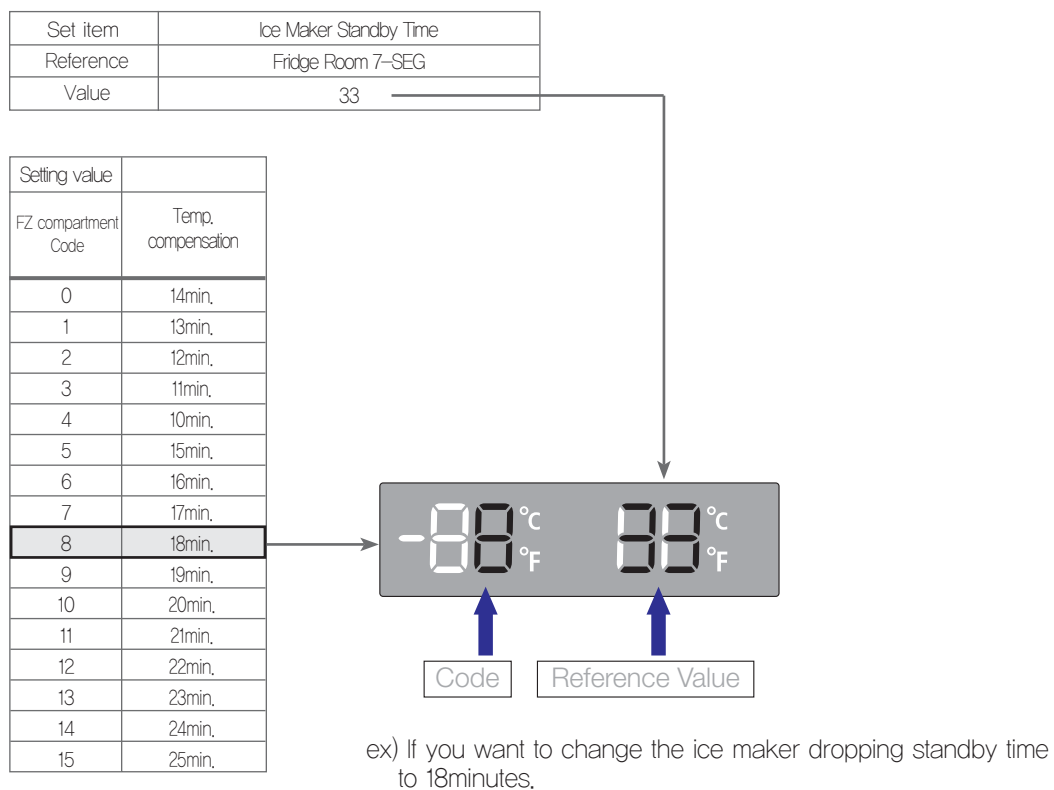 Set item Ice Maker Standby Time
Reference Fridge Room 7-SEG
Value 33
Setting value
FZ compartment Code Temp. compensation
0 14min.
1 13min.
2 12min.
3 11min.
4 10min.
5 15min.
6 16min.
7 17min.
8 18min.
9 19min.
10 20min.
11 21min.
12 22min.
13 23min.
14 24min.
15 25min.
-88 °C °F 33 °C °F
Code Reference Value
ex) If you want to change the ice maker dropping standby time
to 18minutes.